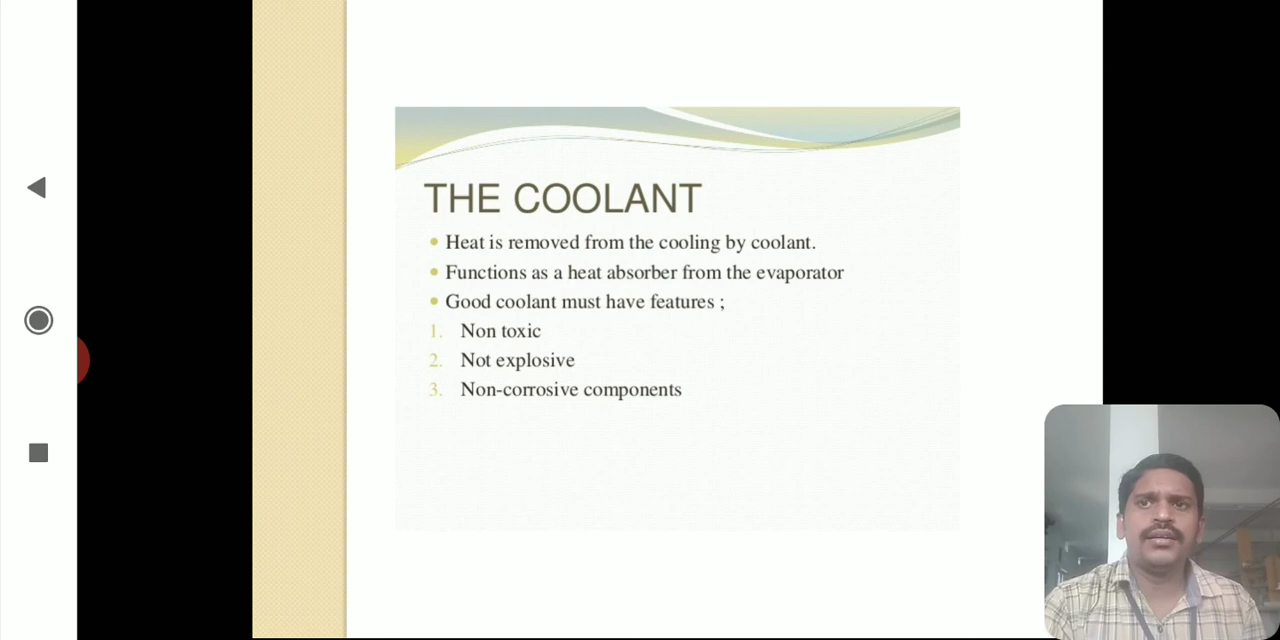 THE COOLANT
• Heat is removed from the cooling by coolant.
• Functions as a heat absorber from the evaporator
• Good coolant must have features ;
1. Non toxic
2. Not explosive
3. Non-corrosive components